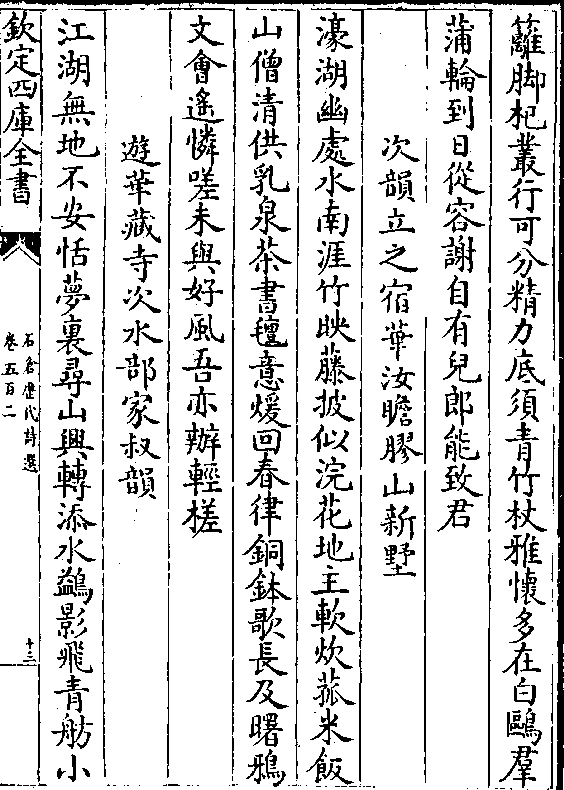 籬脚杞叢行可分精力底須青竹杖雅懷多在白鷗羣
蒲輪到日從容謝自有兒郎能致君
次韻立之宿華汝瞻膠山新墅
濠湖幽處水南涯竹映藤披似浣花地主軟炊菰米飯
山僧清供乳泉茶書氊意煖回春律銅鉢歌長及曙鴉
文會遙憐嗟未與好風吾亦辦輕槎
遊華藏寺次水部家叔韻
江湖無地不安恬夢裏尋山興轉添水鷁影飛青舫小
欽定四庫全書
石倉歷代詩選
卷五百二
十三